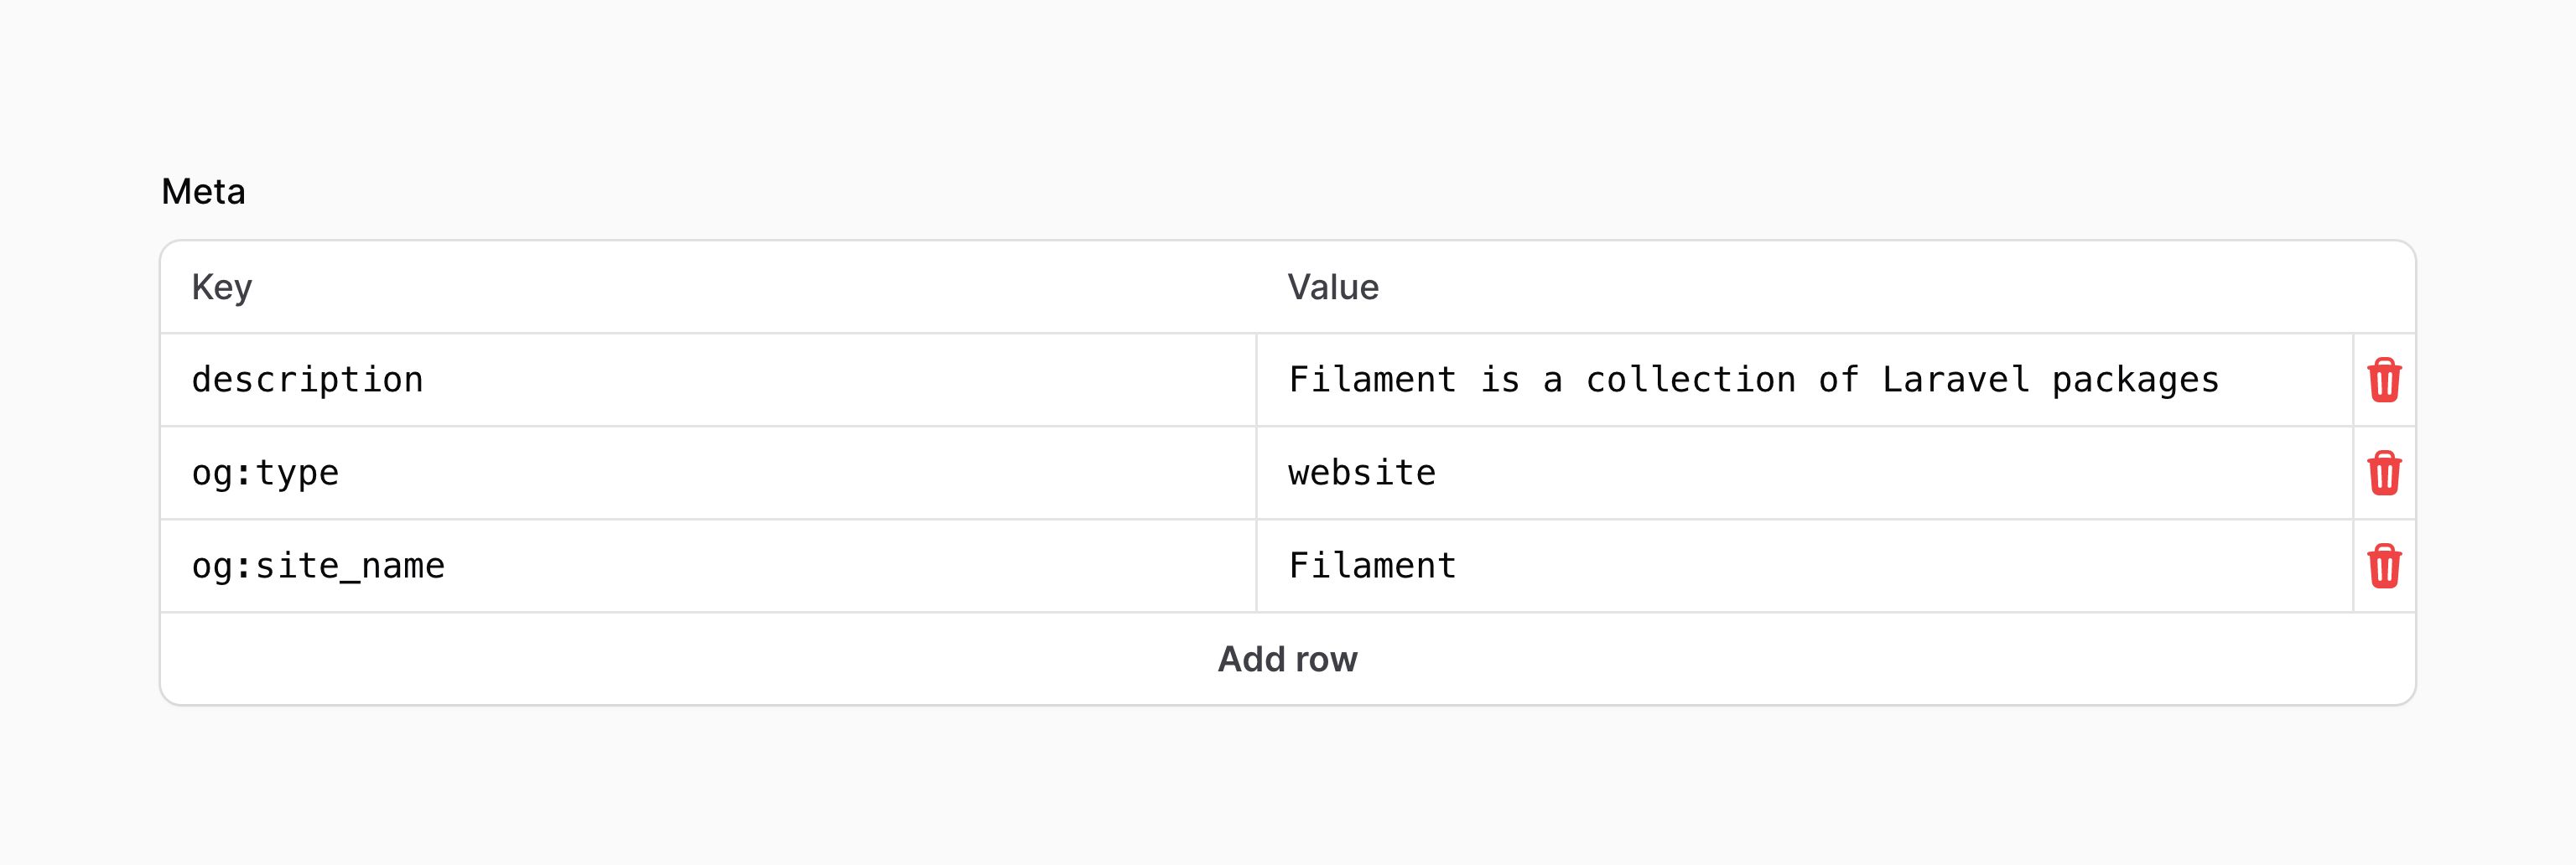 Meta
Key Value
description Filament is a collection of Laravel packages
og:type website
og:site_name Filament
Add row